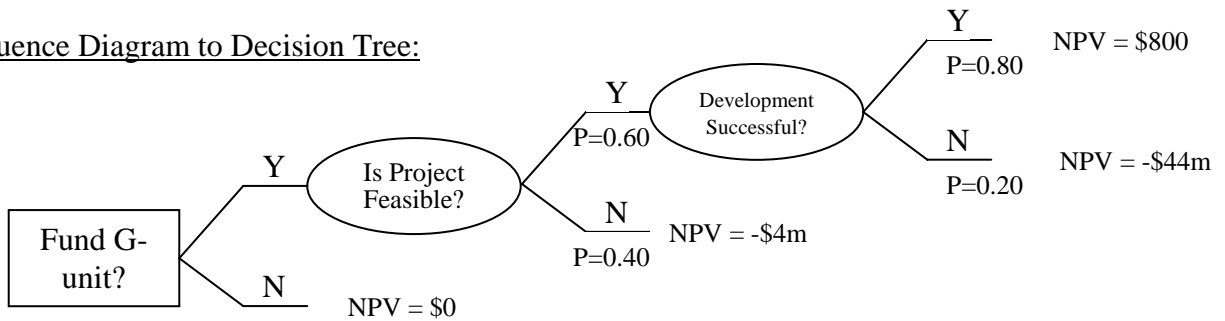 uence Diagram to Decision Tree:
Y
NPV = $800
P=0.80
Y
Development
Successful?
P=0.60
N
NPV = -$44m
P=0.20
Y
Is Project
Feasible?
N
NPV = -$4m
P=0.40
Fund G-
unit?
N
NPV = $0